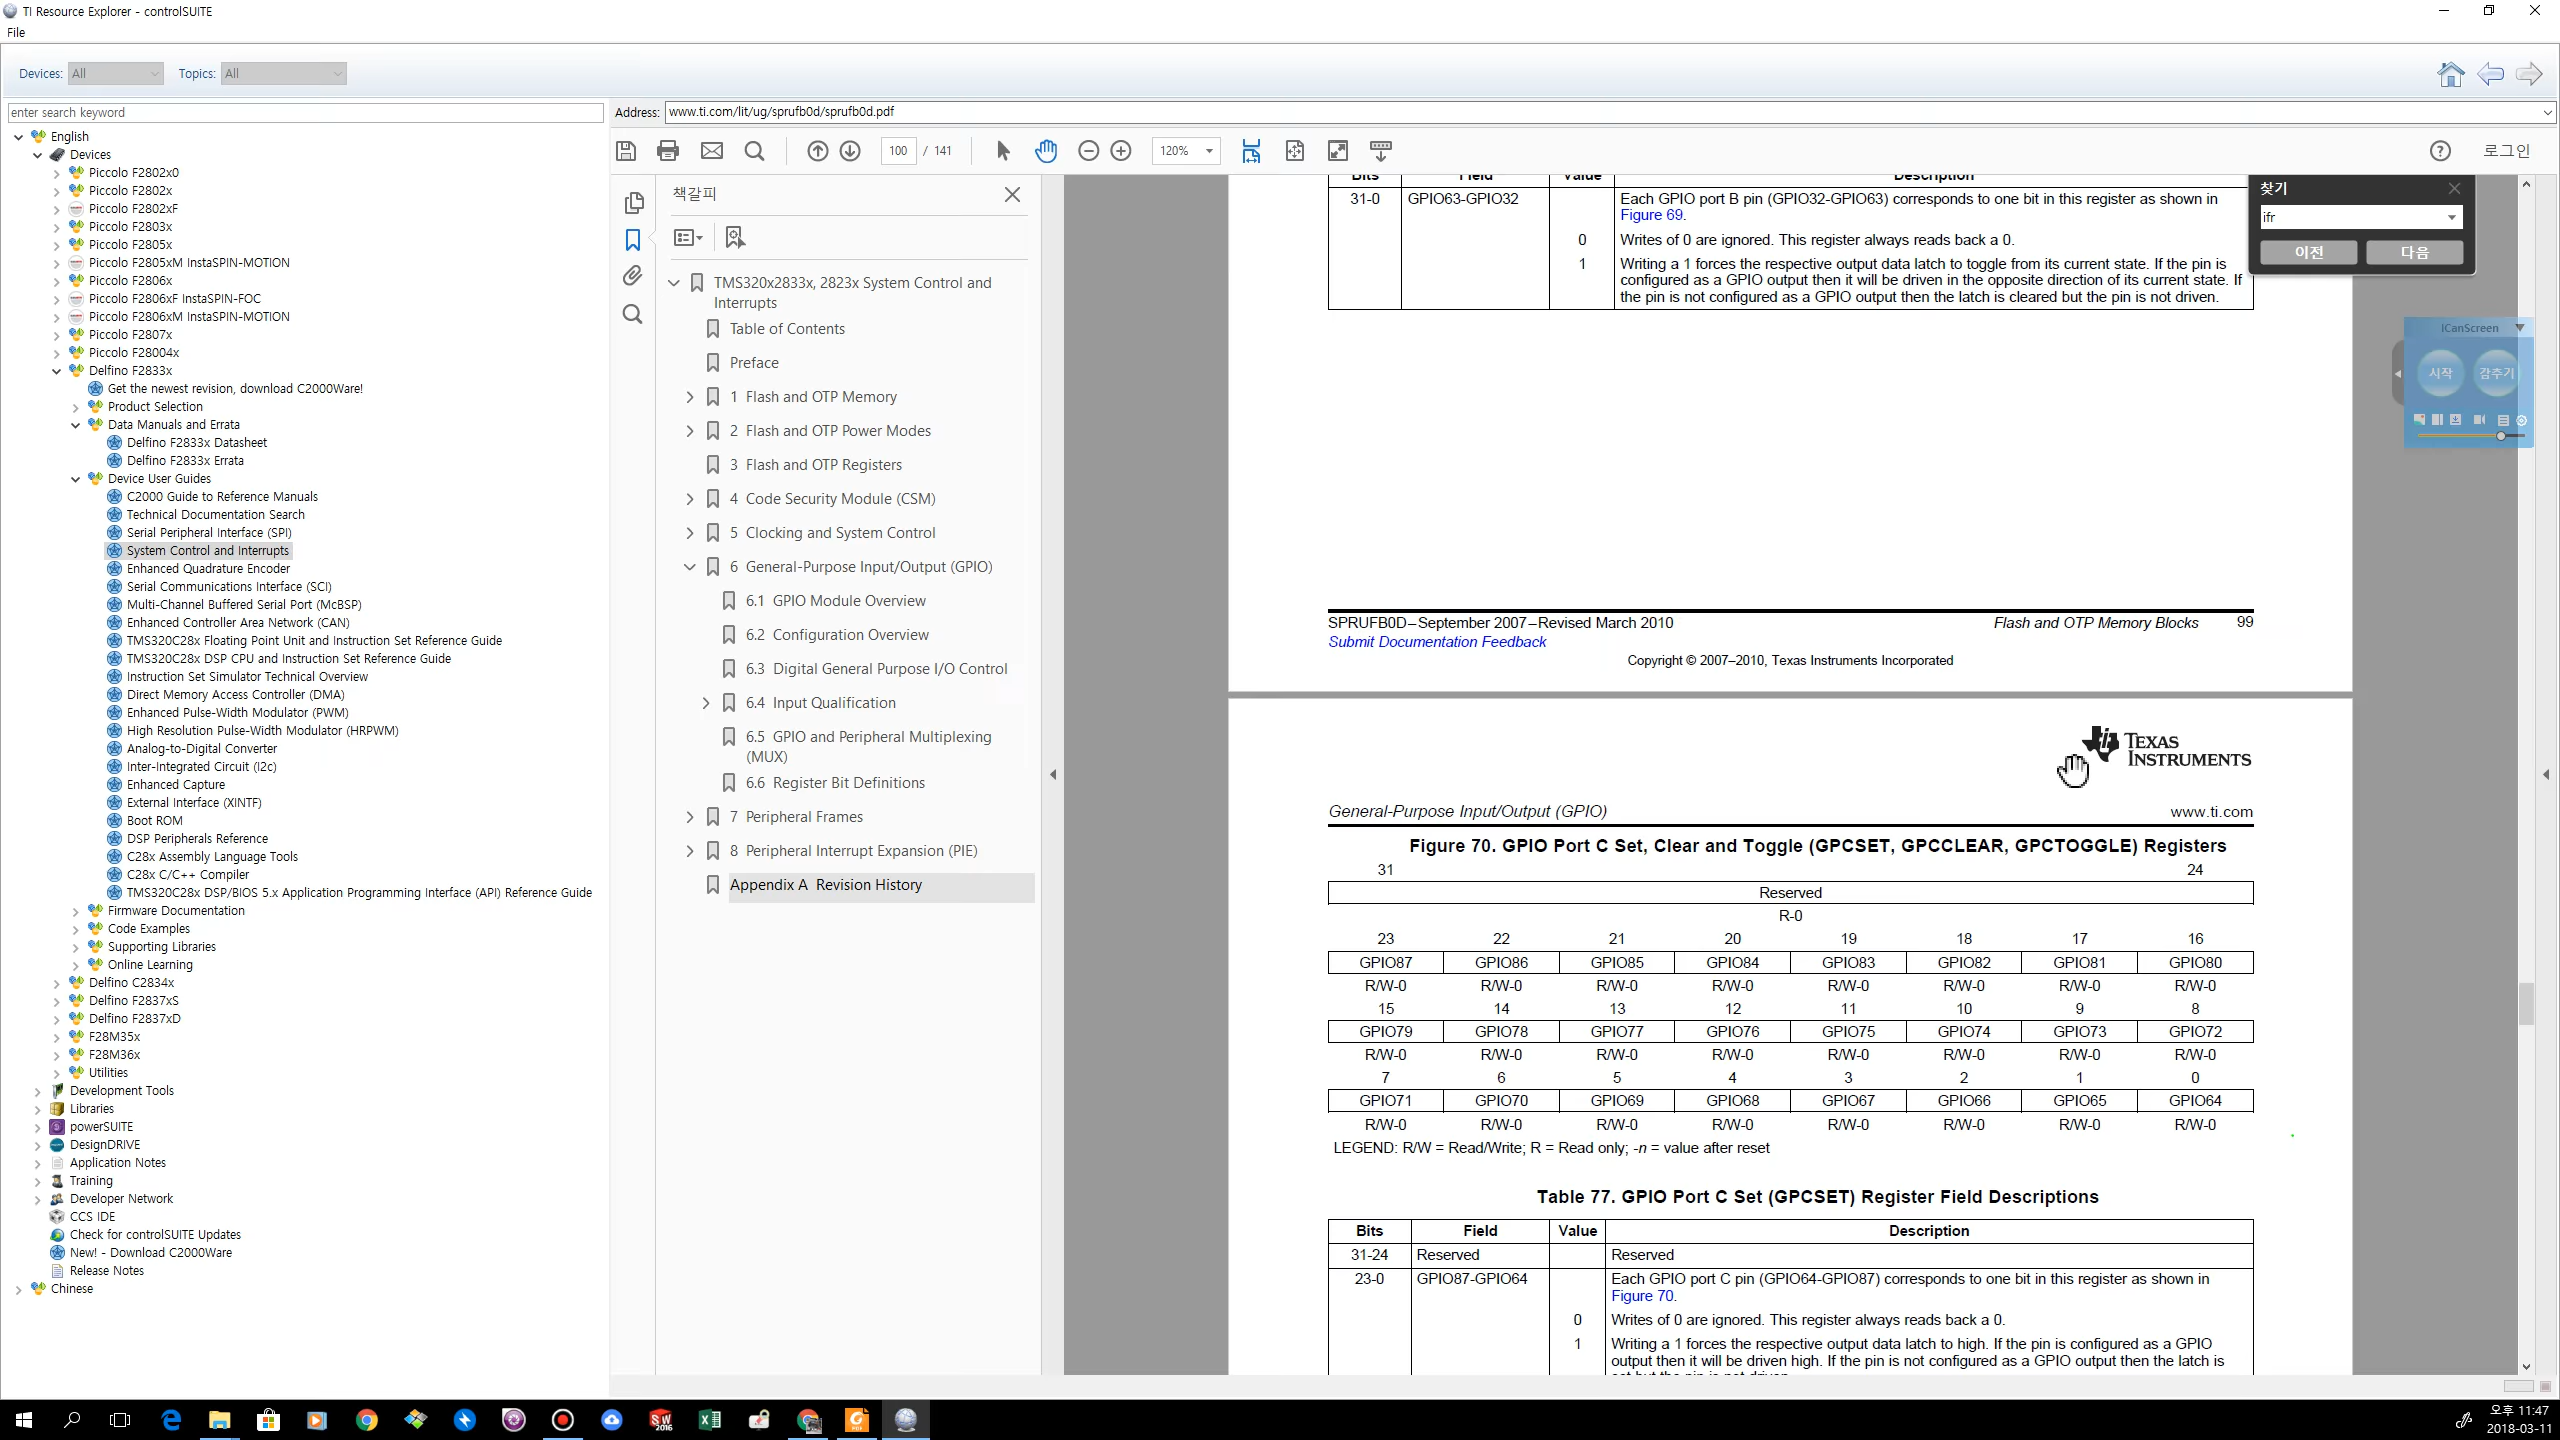 TI Resource Explorer - controlSUITE
File
Devices: All Topics: All
enter search keyword
English
Devices
Piccolo F2802x0
Piccolo F2802x
Piccolo F2802xF
Piccolo F2803x
Piccolo F2805x
Piccolo F2805xM InstaSPIN-MOTION
Piccolo F2806x
Piccolo F2806xF InstaSPIN-FOC
Piccolo F2806xM InstaSPIN-MOTION
Piccolo F2807x
Piccolo F28004x
Delfino F2833x
Get the newest revision, download C2000Ware!
Product Selection
Data Manuals and Errata
Delfino F2833x Datasheet
Delfino F2833x Errata
Device User Guides
C2000 Guide to Reference Manuals
Technical Documentation Search
Serial Peripheral Interface (SPI)
System Control and Interrupts
Enhanced Quadrature Encoder
Serial Communications Interface (SCI)
Multi-Channel Buffered Serial Port (McBSP)
Enhanced Controller Area Network (CAN)
TMS320C28x Floating Point Unit and Instruction Set Reference Guide
TMS320C28x DSP CPU and Instruction Set Reference Guide
Instruction Set Simulator Technical Overview
Direct Memory Access Controller (DMA)
Enhanced Pulse-Width Modulator (PWM)
High Resolution Pulse-Width Modulator (HRPWM)
Analog-to-Digital Converter
Inter-Integrated Circuit (I2c)
Enhanced Capture
External Interface (XINTF)
Boot ROM
DSP Peripherals Reference
C28x Assembly Language Tools
C28x C/C++ Compiler
TMS320C28x DSP/BIOS 5.x Application Programming Interface (API) Reference Guide
Firmware Documentation
Code Examples
Supporting Libraries
Online Learning
Delfino C2834x
Delfino F2837xS
Delfino F2837xD
F28M35x
F28M36x
Utilities
Development Tools
Libraries
powerSUITE
DesignDRIVE
Application Notes
Training
Developer Network
CCS IDE
Check for controlSUITE Updates
New! - Download C2000Ware
Release Notes
Chinese
Address: www.ti.com/lit/ug/sprufb0d/sprufb0d.pdf
100 / 141 120% 로그인
책갈피
TMS320x2833x, 2823x System Control and
Interrupts
Table of Contents
Preface
1 Flash and OTP Memory
2 Flash and OTP Power Modes
3 Flash and OTP Registers
4 Code Security Module (CSM)
5 Clocking and System Control
6 General-Purpose Input/Output (GPIO)
6.1 GPIO Module Overview
6.2 Configuration Overview
6.3 Digital General Purpose I/O Control
6.4 Input Qualification
6.5 GPIO and Peripheral Multiplexing
(MUX)
6.6 Register Bit Definitions
7 Peripheral Frames
8 Peripheral Interrupt Expansion (PIE)
Appendix A Revision History
Bits Field Value Description
31-0 GPIO63-GPIO32 Each GPIO port B pin (GPIO32-GPIO63) corresponds to one bit in this register as shown in
Figure 69.
0 Writes of 0 are ignored. This register always reads back a 0.
1 Writing a 1 forces the respective output data latch to toggle from its current state. If the pin is
configured as a GPIO output then it will be driven in the opposite direction of its current state. If
the pin is not configured as a GPIO output then the latch is cleared but the pin is not driven.
SPRUFB0D–September 2007–Revised March 2010 Flash and OTP Memory Blocks 99
Submit Documentation Feedback
Copyright © 2007–2010, Texas Instruments Incorporated
TEXAS
INSTRUMENTS
General-Purpose Input/Output (GPIO) www.ti.com
Figure 70. GPIO Port C Set, Clear and Toggle (GPCSET, GPCCLEAR, GPCTOGGLE) Registers
31 24
Reserved
R-0
23 22 21 20 19 18 17 16
GPIO87 GPIO86 GPIO85 GPIO84 GPIO83 GPIO82 GPIO81 GPIO80
R/W-0 R/W-0 R/W-0 R/W-0 R/W-0 R/W-0 R/W-0 R/W-0
15 14 13 12 11 10 9 8
GPIO79 GPIO78 GPIO77 GPIO76 GPIO75 GPIO74 GPIO73 GPIO72
R/W-0 R/W-0 R/W-0 R/W-0 R/W-0 R/W-0 R/W-0 R/W-0
7 6 5 4 3 2 1 0
GPIO71 GPIO70 GPIO69 GPIO68 GPIO67 GPIO66 GPIO65 GPIO64
R/W-0 R/W-0 R/W-0 R/W-0 R/W-0 R/W-0 R/W-0 R/W-0
LEGEND: R/W = Read/Write; R = Read only; -n = value after reset
Table 77. GPIO Port C Set (GPCSET) Register Field Descriptions
Bits Field Value Description
31-24 Reserved Reserved
23-0 GPIO87-GPIO64 Each GPIO port C pin (GPIO64-GPIO87) corresponds to one bit in this register as shown in
Figure 70.
0 Writes of 0 are ignored. This register always reads back a 0.
1 Writing a 1 forces the respective output data latch to high. If the pin is configured as a GPIO
output then it will be driven high. If the pin is not configured as a GPIO output then the latch is
set but the pin is not driven.
찾기
ifr
이전 다음
iCanScreen
시작 감추기
SW 2016
오후 11:47
2018-03-11